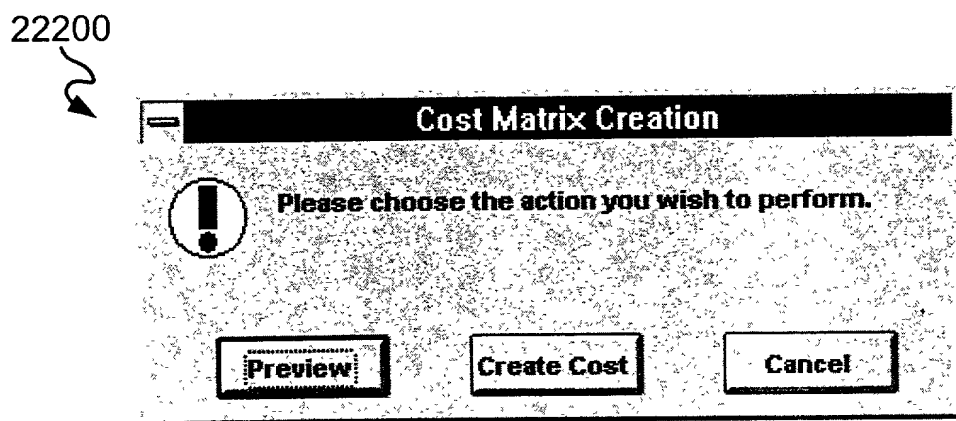 22200
Cost Matrix Creation
Please choose the action you wish to perform.
Preview Create Cost Cancel